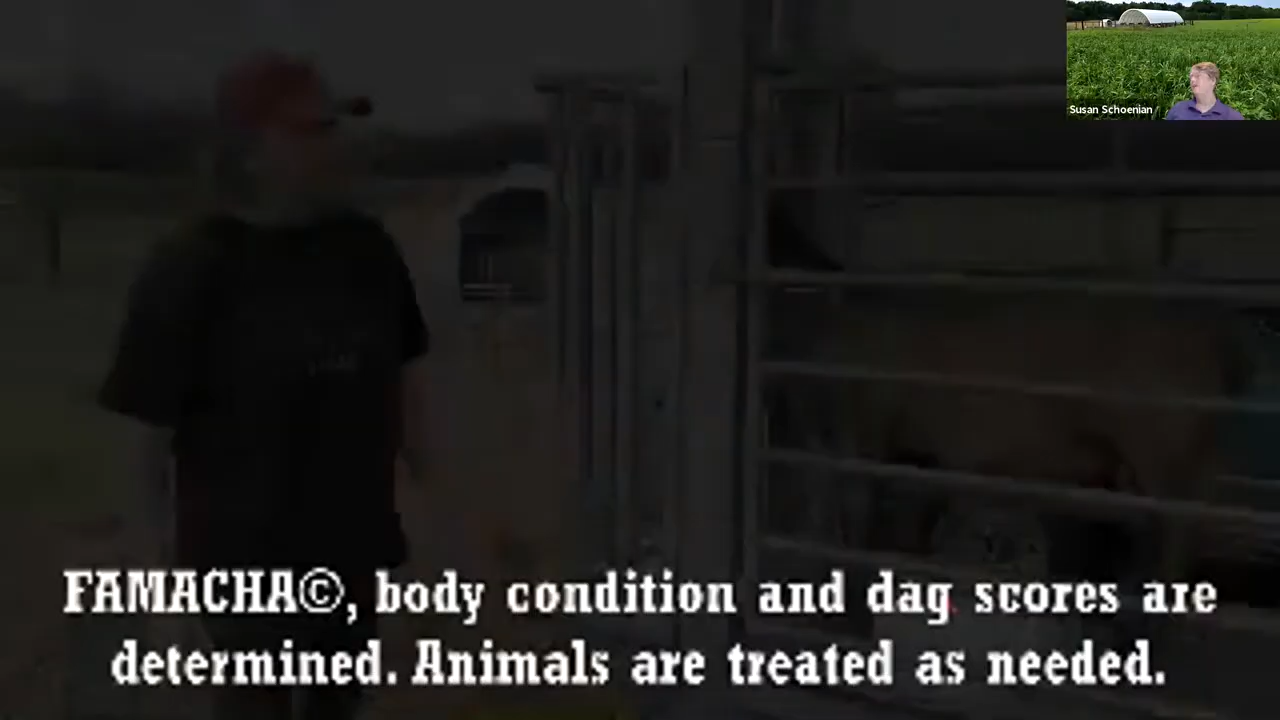 Susan Schoenian
FAMACHA©, body condition and dag scores are
determined. Animals are treated as needed.